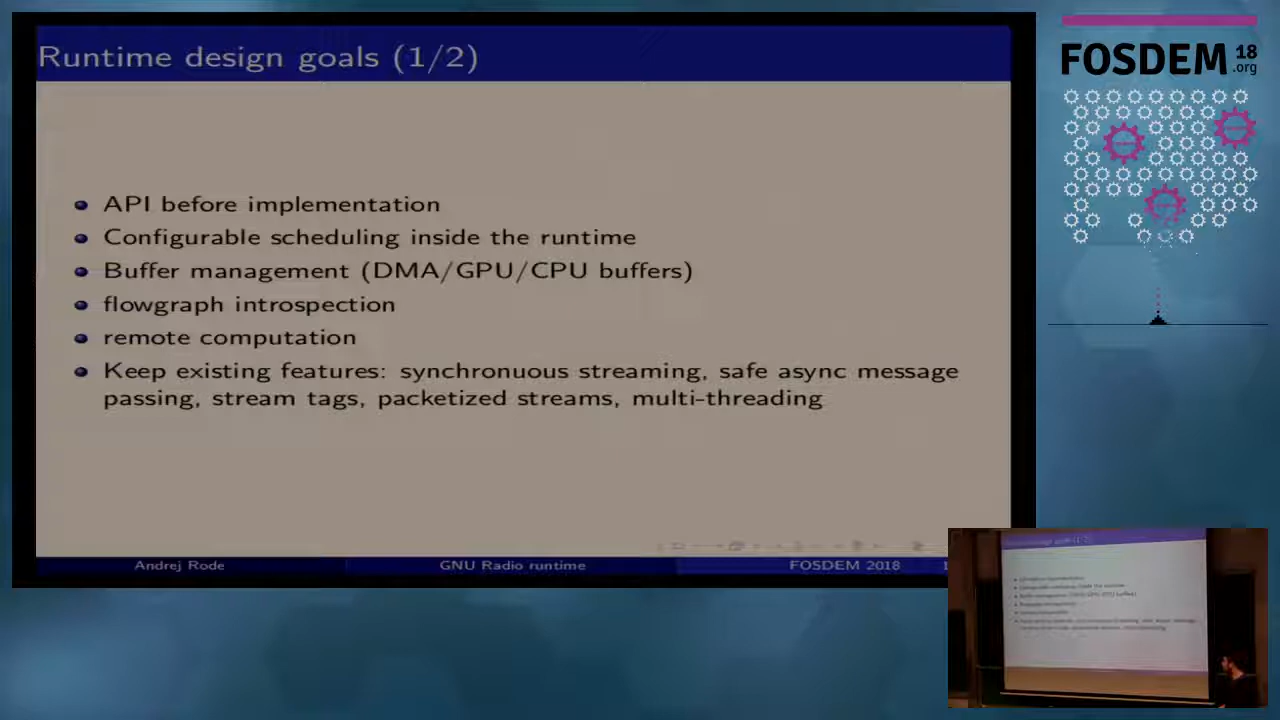 Runtime design goals (1/2)
API before implementation
Configurable scheduling inside the runtime
Buffer management (DMA/GPU/CPU buffers)
flowgraph introspection
remote computation
Keep existing features: synchronuous streaming, safe async message
passing, stream tags, packetized streams, multi-threading
Andrej Rode
GNU Radio runtime
FOSDEM 2018
FOSDEM 18
.org